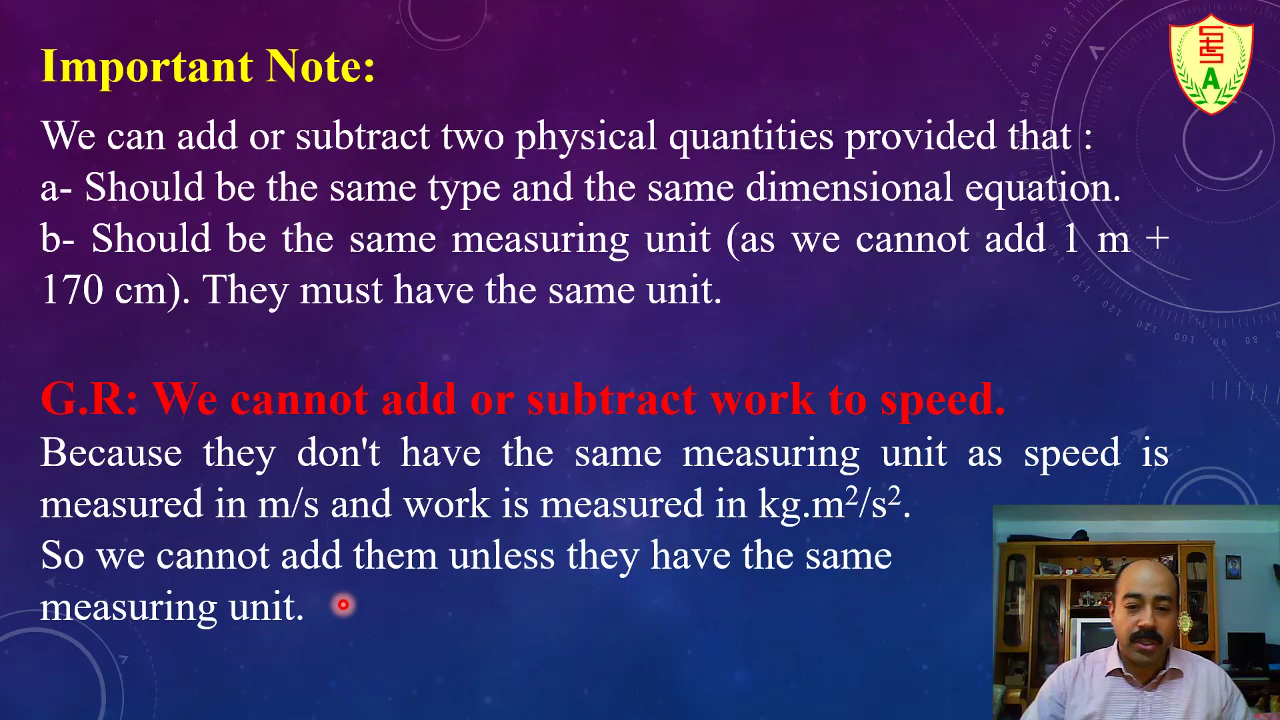 Important Note:
We can add or subtract two physical quantities provided that :
a- Should be the same type and the same dimensional equation.
b- Should be the same measuring unit (as we cannot add 1 m +
170 cm). They must have the same unit.
G.R: We cannot add or subtract work to speed.
Because they don't have the same measuring unit as speed is
measured in m/s and work is measured in kg.m²/s².
So we cannot add them unless they have the same
measuring unit.
A